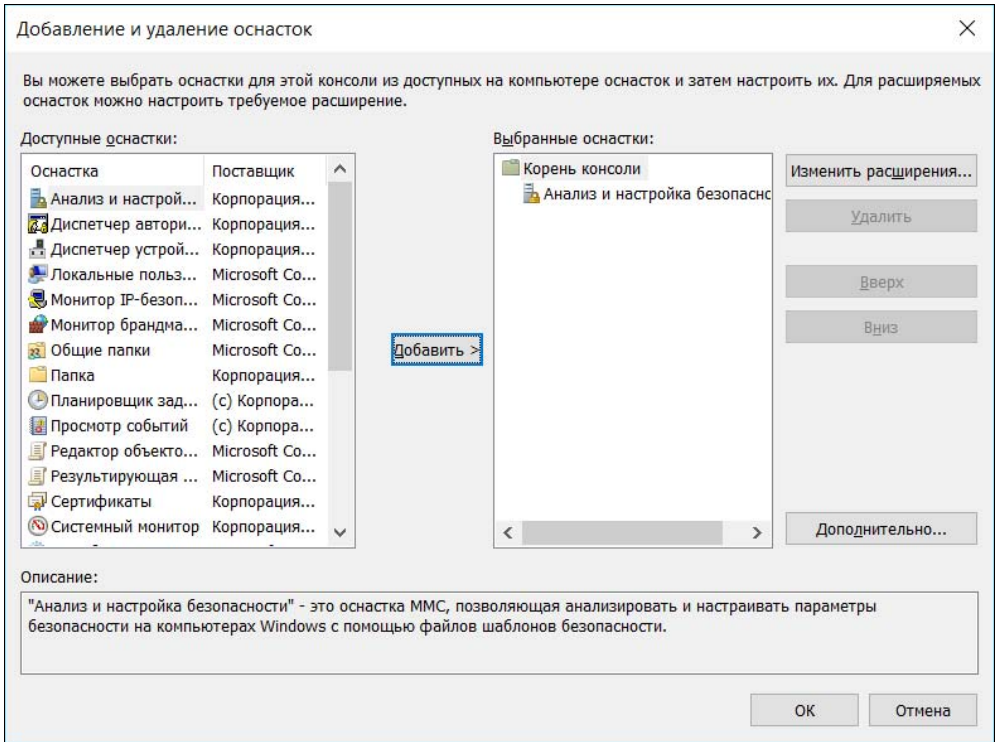 Добавление и удаление оснасток
Вы можете выбрать оснастки для этой консоли из доступных на компьютере оснасток и затем настроить их. Для расширяемых
оснасток можно настроить требуемое расширение.
Доступные оснастки:
Оснастка Поставщик
Анализ и настрой... Корпорация...
Диспетчер автори... Корпорация...
Диспетчер устрой... Корпорация...
Локальные польз... Microsoft Co...
Монитор IP-безоп... Microsoft Co...
Монитор брандма... Microsoft Co...
Общие папки Microsoft Co...
Папка Корпорация...
Планировщик зад... (c) Корпора...
Просмотр событий (c) Корпора...
Редактор объекто... Microsoft Co...
Результирующая ... Microsoft Co...
Сертификаты Корпорация...
Системный монитор Корпорация...
Добавить >
Выбранные оснастки:
Корень консоли
Анализ и настройка безопаснс
Изменить расширения...
Удалить
Вверх
Вниз
Дополнительно...
Описание:
"Анализ и настройка безопасности" - это оснастка MMC, позволяющая анализировать и настраивать параметры
безопасности на компьютерах Windows с помощью файлов шаблонов безопасности.
ОК Отмена